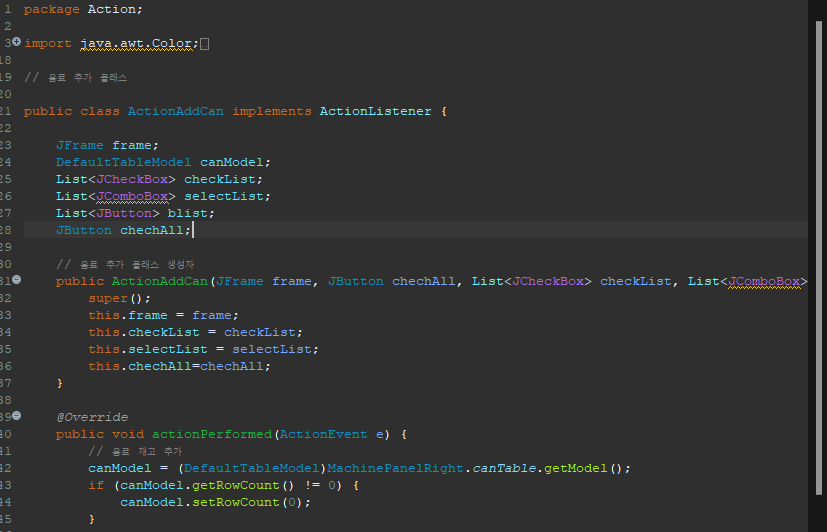 1 package Action;
2
3 import java.awt.Color;
18
19 // 음료 추가 클래스
20
21 public class ActionAddCan implements ActionListener {
22
23 JFrame frame;
24 DefaultTableModel canModel;
25 List<JCheckBox> checkList;
26 List<JComboBox> selectList;
27 List<JButton> blist;
28 JButton chechAll;
29
30 // 음료 추가 클래스 생성자
31 public ActionAddCan(JFrame frame, JButton chechAll, List<JCheckBox> checkList, List<JComboBox>
32 super();
33 this.frame = frame;
34 this.checkList = checkList;
35 this.selectList = selectList;
36 this.chechAll=chechAll;
37 }
38
39 @Override
40 public void actionPerformed(ActionEvent e) {
41 // 음료 재고 추가
42 canModel = (DefaultTableModel)MachinePanelRight.canTable.getModel();
43 if (canModel.getRowCount() != 0) {
44 canModel.setRowCount(0);
45 }